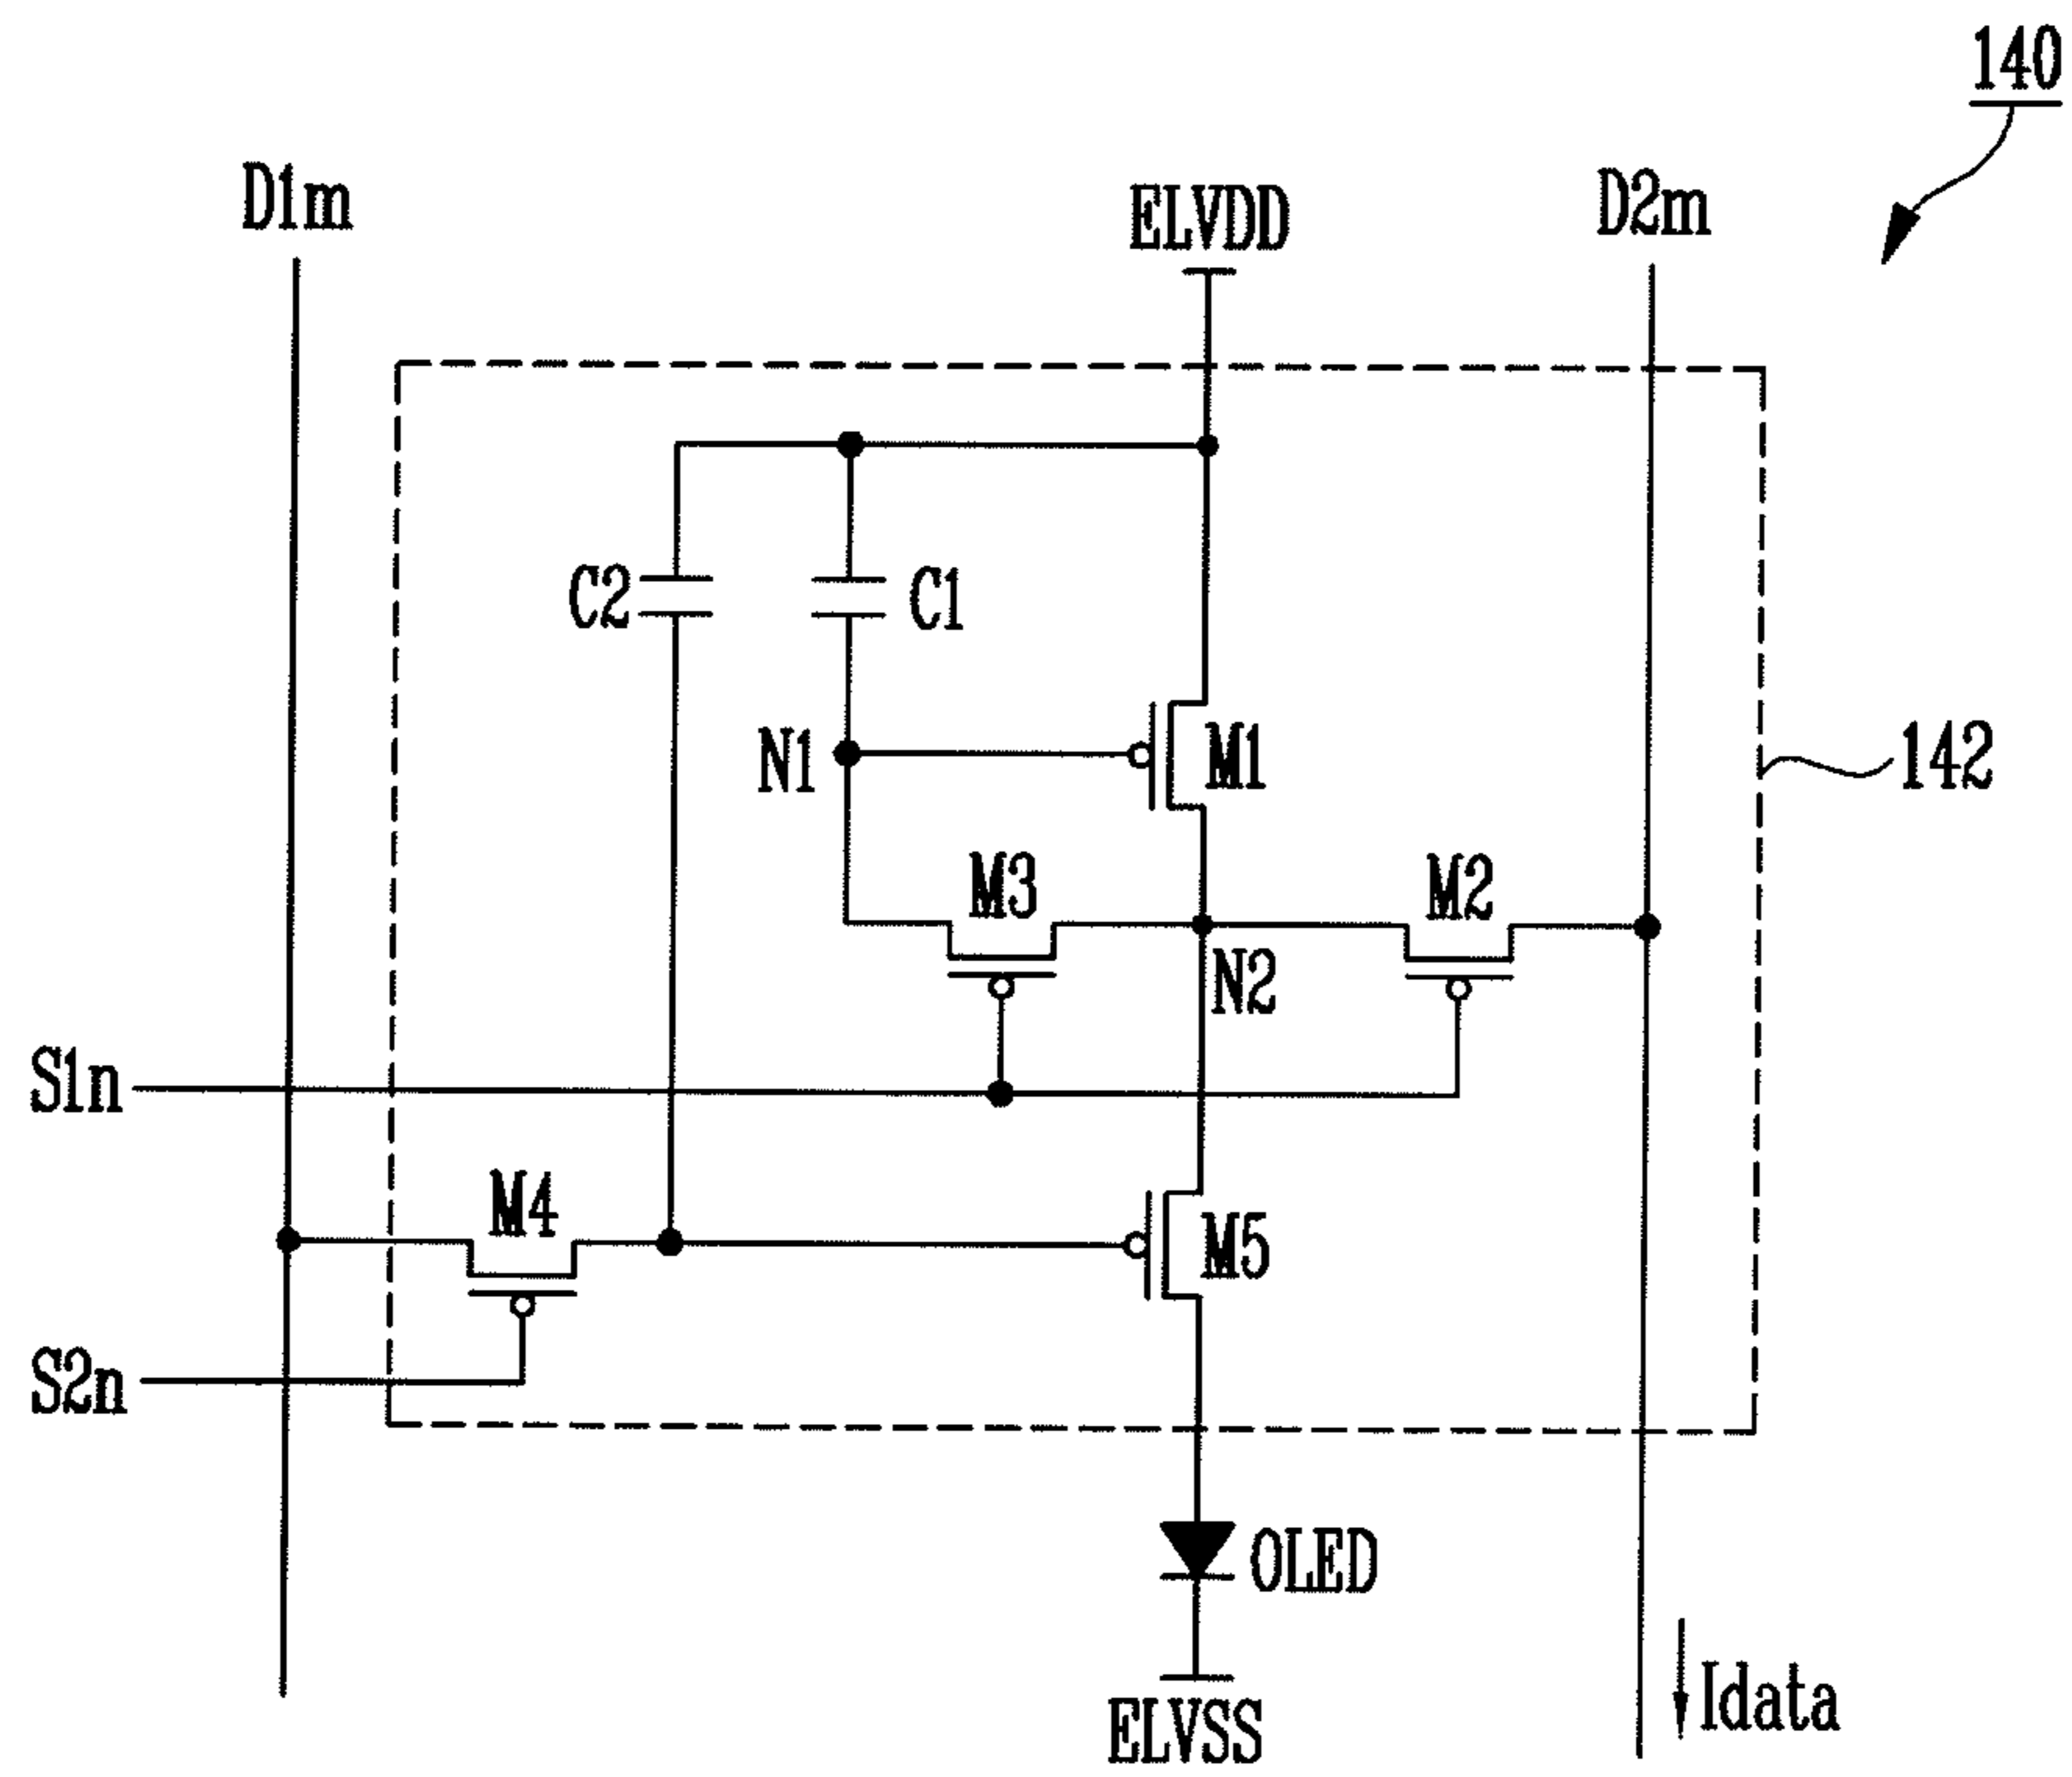 140
D1m
ELVDD
D2m
C2
C1
N1
M1
142
M3
M2
N2
S1n
M4
M5
S2n
OLED
ELVSS
Idata